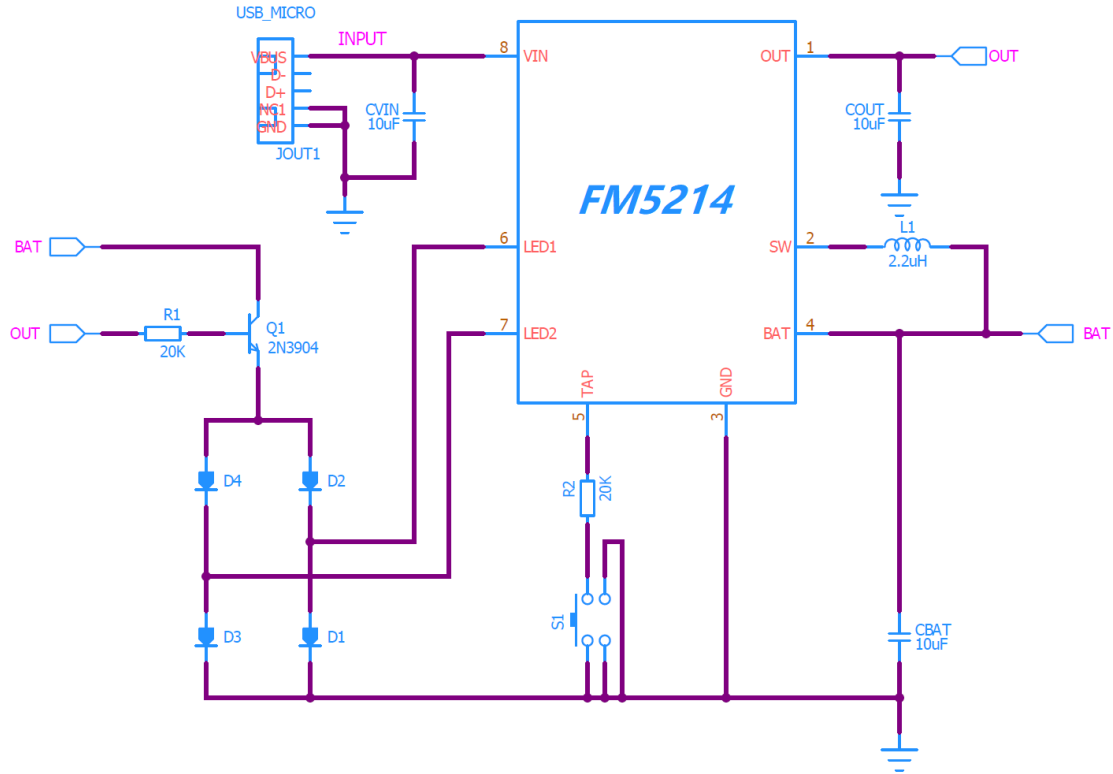 USB_MICRO
INPUT
VBUS
D-
D+
NC1
GND
JOUT1
CVIN
10uF
8
VIN
OUT
1
OUT
COUT
10uF
FM5214
BAT
6
LED1
SW
2
L1
2.2uH
OUT
R1
20K
Q1
2N3904
7
LED2
BAT
4
BAT
TAP
5
GND
3
D4
D2
R2
20K
D3
D1
S1
CBAT
10uF